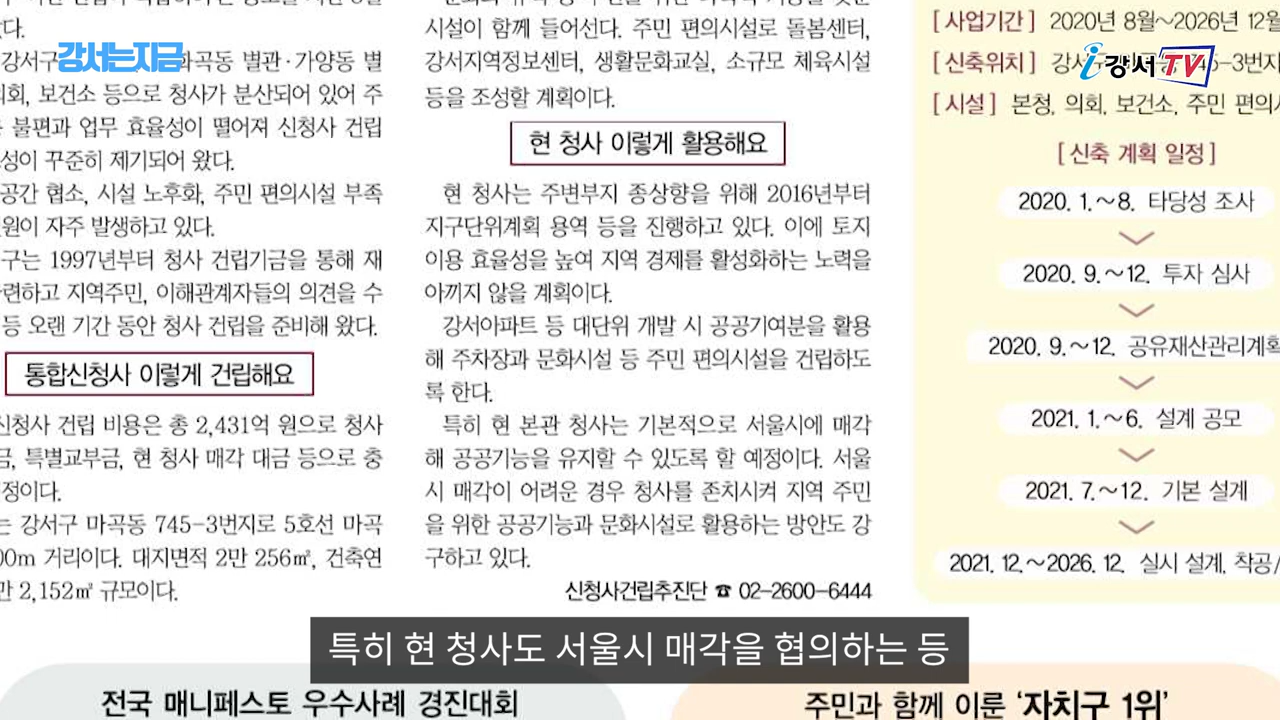 강서는지금
i강서TV
다.
강서구
화곡동 별관·가양동 별
의회, 보건소 등으로 청사가 분산되어 있어 주
불편과 업무 효율성이 떨어져 신청사 건립
성이 꾸준히 제기되어 왔다.
공간 협소, 시설 노후화, 주민 편의시설 부족
원이 자주 발생하고 있다.
구는 1997년부터 청사 건립기금을 통해 재
련하고 지역주민, 이해관계자들의 의견을 수
등 오랜 기간 동안 청사 건립을 준비해 왔다.
통합신청사 이렇게 건립해요
신청사 건립 비용은 총 2,431억 원으로 청사
금, 특별교부금, 현 청사 매각 대금 등으로 충
정이다.
는 강서구 마곡동 745-3번지로 5호선 마곡
00m 거리이다. 대지면적 2만 256㎡, 건축연
만 2,152㎡ 규모이다.
시설이 함께 들어선다. 주민 편의시설로 돌봄센터,
강서지역정보센터, 생활문화교실, 소규모 체육시설
등을 조성할 계획이다.
현 청사 이렇게 활용해요
현 청사는 주변부지 종상향을 위해 2016년부터
지구단위계획 용역 등을 진행하고 있다. 이에 토지
이용 효율성을 높여 지역 경제를 활성화하는 노력을
아끼지 않을 계획이다.
강서아파트 등 대단위 개발 시 공공기여분을 활용
해 주차장과 문화시설 등 주민 편의시설을 건립하도
록 한다.
특히 현 본관 청사는 기본적으로 서울시에 매각
해 공공기능을 유지할 수 있도록 할 예정이다. 서울
시 매각이 어려운 경우 청사를 존치시켜 지역 주민
을 위한 공공기능과 문화시설로 활용하는 방안도 강
구하고 있다.
신청사건립추진단 ☎ 02-2600-6444
[사업기간] 2020년 8월~2026년 12월
[신축위치] 강서구 5-3번지
[시설] 본청, 의회, 보건소, 주민 편의시
[신축 계획 일정]
2020. 1.~8. 타당성 조사
2020. 9.~12. 투자 심사
2020. 9.~12. 공유재산관리계획
2021. 1.~6. 설계 공모
2021. 7.~12. 기본 설계
2021. 12.~2026. 12. 실시 설계, 착공/
특히 현 청사도 서울시 매각을 협의하는 등
전국 매니페스토 우수사례 경진대회
주민과 함께 이룬 '자치구 1위'